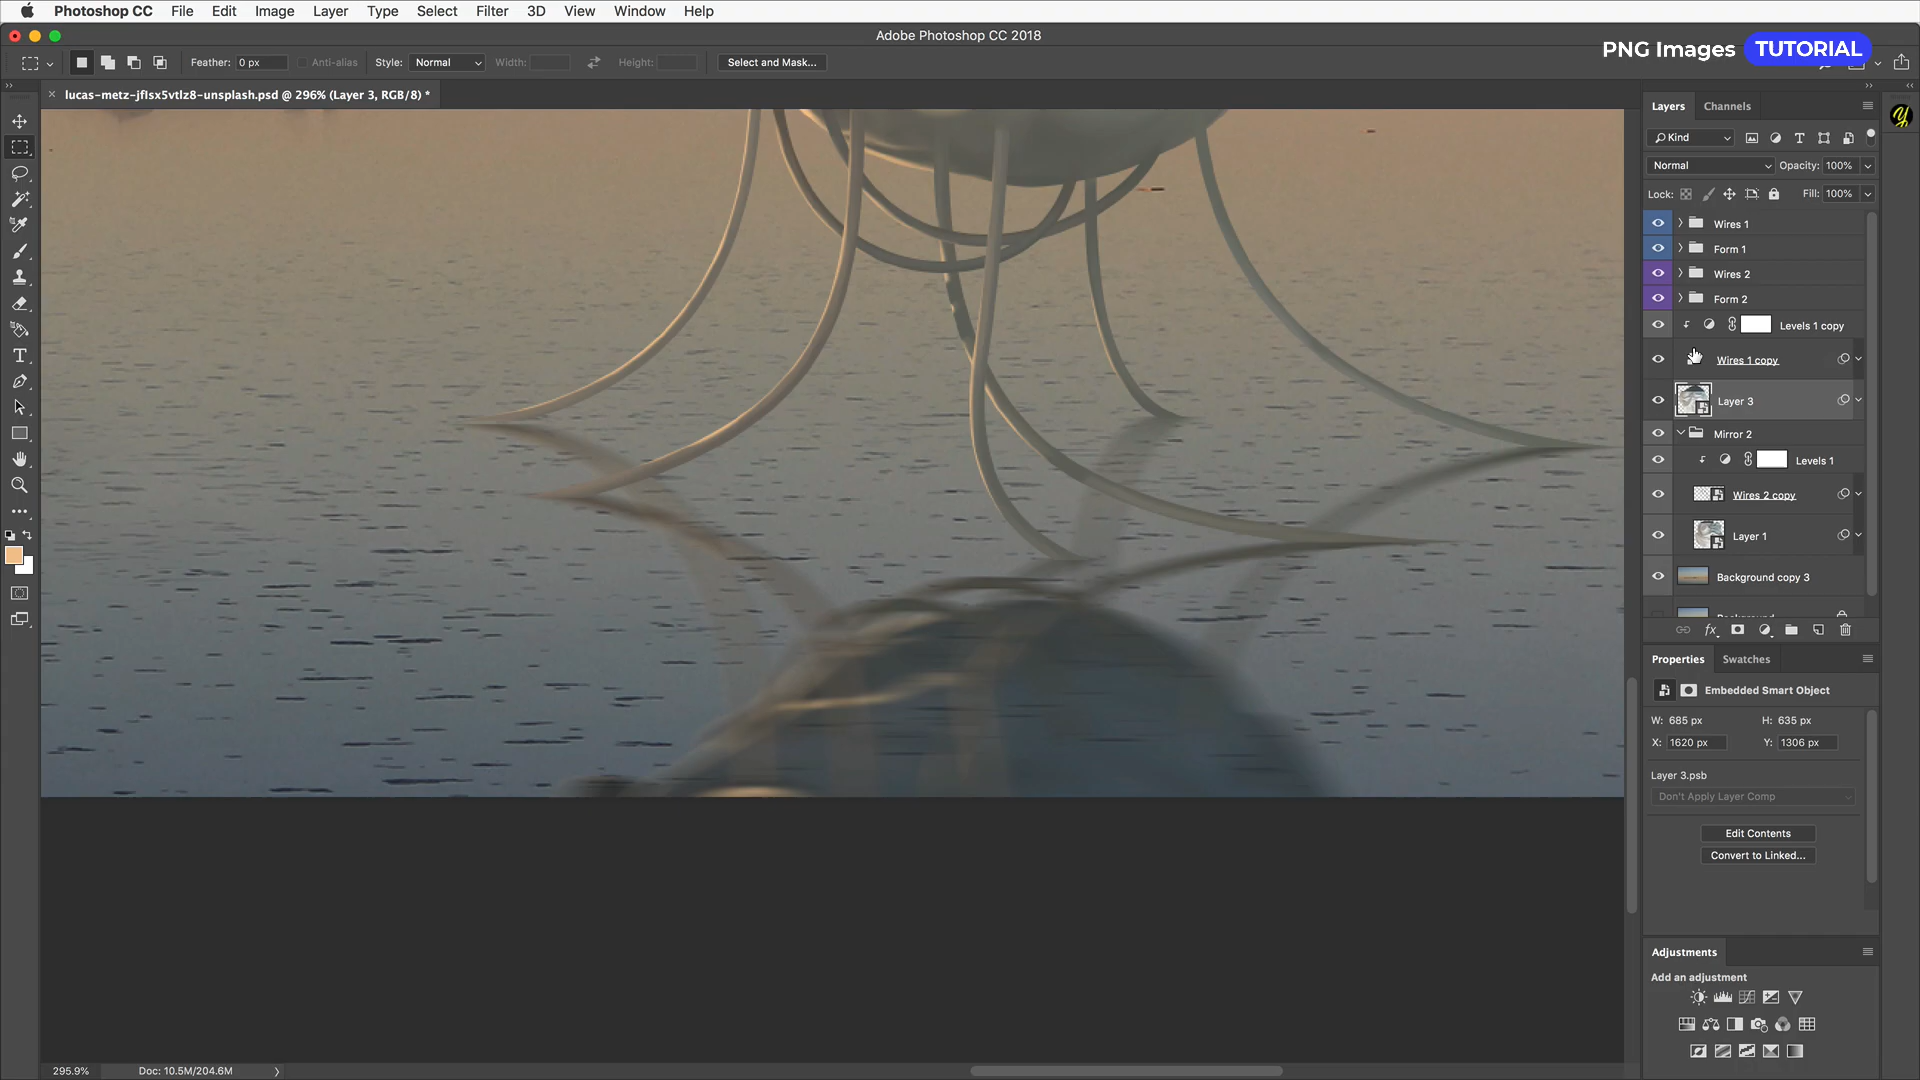 Photoshop CC File Edit Image Layer Type Select Filter 3D View Window Help
Adobe Photoshop CC 2018
PNG Images TUTORIAL
Feather: 0 px Anti-alias Style: Normal Width: Height: Select and Mask...
lucas-metz-jflsx5vtlz8-unsplash.psd @ 296% (Layer 3, RGB/8) *
Layers Channels
Kind
Normal Opacity: 100%
Lock: Fill: 100%
Wires 1
Form 1
Wires 2
Form 2
Levels 1 copy
Wires 1 copy
Layer 3
Mirror 2
Levels 1
Wires 2 copy
Layer 1
Background copy 3
fx
Properties Swatches
Embedded Smart Object
W: 685 px H: 635 px
X: 1620 px Y: 1306 px
Layer 3.psb
Don't Apply Layer Comp
Edit Contents
Convert to Linked...
Adjustments
Add an adjustment
295.9% Doc: 10.5M/204.6M